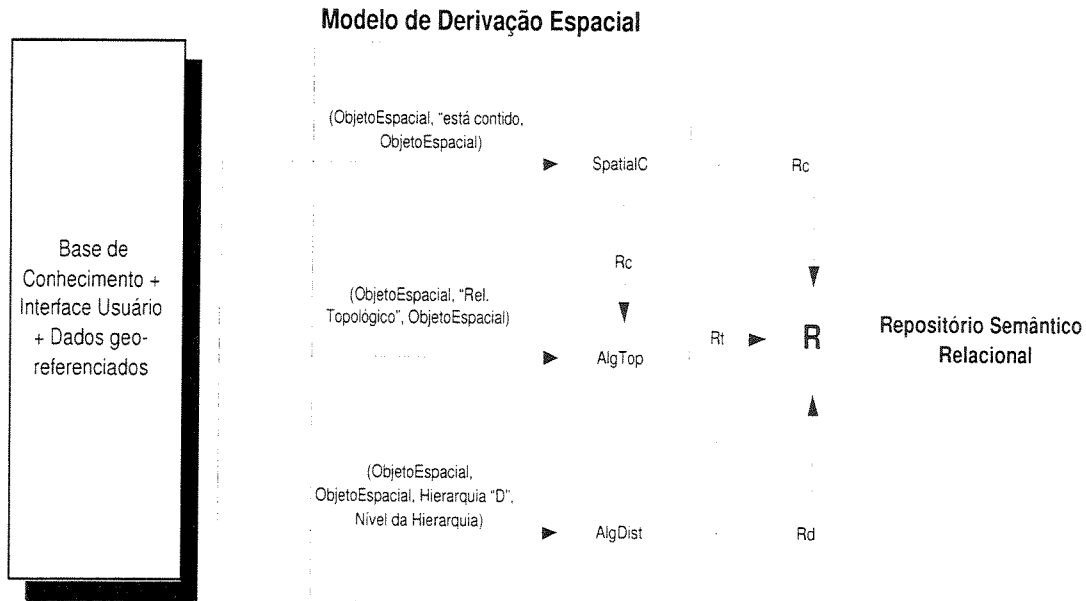 Modelo de Derivação Espacial
(ObjetoEspacial, "está contido,
ObjetoEspacial)
SpatialC
Rc
Base de
Conhecimento +
Interface Usuário
+ Dados geo-
referenciados
Rc
(ObjetoEspacial, "Rel.
Topológico", ObjetoEspacial)
AlgTop
Rt
R
Repositório Semântico
Relacional
(ObjetoEspacial,
ObjetoEspacial, Hierarquia "D",
Nível da Hierarquia)
AlgDist
Rd